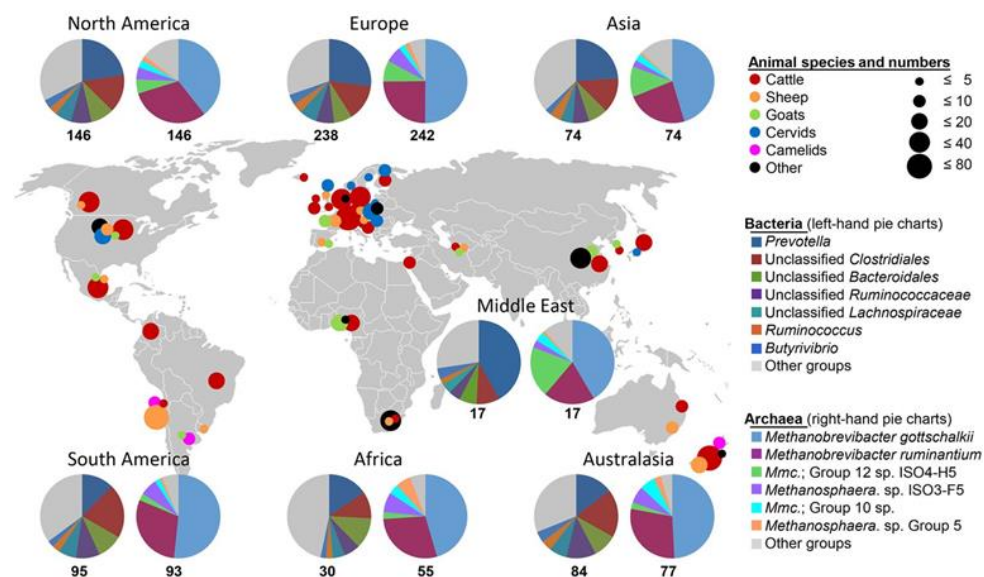 North America
Europe
Asia
146
146
238
242
74
74
Animal species and numbers
Cattle
Sheep
Goats
Cervids
Camelids
Other
≤ 5
≤ 10
≤ 20
≤ 40
≤ 80
Bacteria (left-hand pie charts)
Prevotella
Unclassified Clostridiales
Unclassified Bacteroidales
Unclassified Ruminococcaceae
Unclassified Lachnospiraceae
Ruminococcus
Butyrivibrio
Other groups
Middle East
17
17
Archaea (right-hand pie charts)
Methanobrevibacter gottschalkii
Methanobrevibacter ruminantium
Mmc.; Group 12 sp. ISO4-H5
Methanosphaera. sp. ISO3-F5
Mmc.; Group 10 sp.
Methanosphaera. sp. Group 5
Other groups
South America
Africa
Australasia
95
93
30
55
84
77